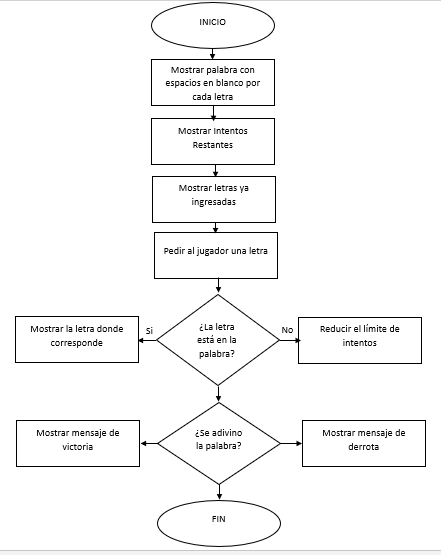 INICIO
Mostrar palabra con
espacios en blanco por
cada letra
Mostrar Intentos
Restantes
Mostrar letras ya
ingresadas
Pedir al jugador una letra
¿La letra
está en la
palabra?
Si
No
Mostrar la letra donde
corresponde
Reducir el límite de
intentos
¿Se adivino
la palabra?
Mostrar mensaje de
victoria
Mostrar mensaje de
derrota
FIN